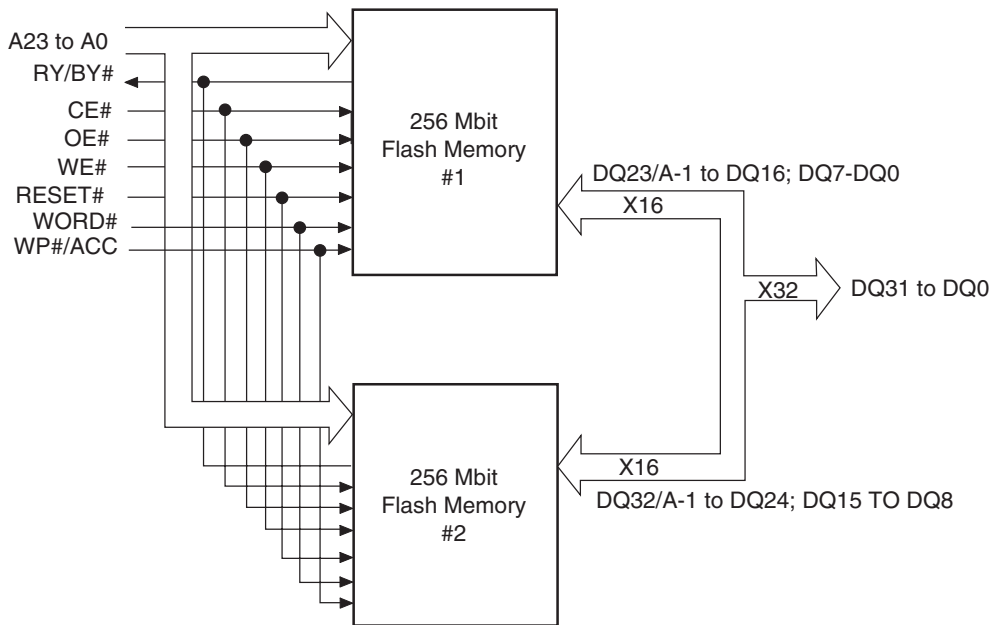 A23 to A0
RY/BY#
CE#
OE#
WE#
RESET#
WORD#
WP#/ACC
256 Mbit
Flash Memory
#1
DQ23/A-1 to DQ16; DQ7-DQ0
X16
X32
DQ31 to DQ0
256 Mbit
Flash Memory
#2
X16
DQ32/A-1 to DQ24; DQ15 TO DQ8